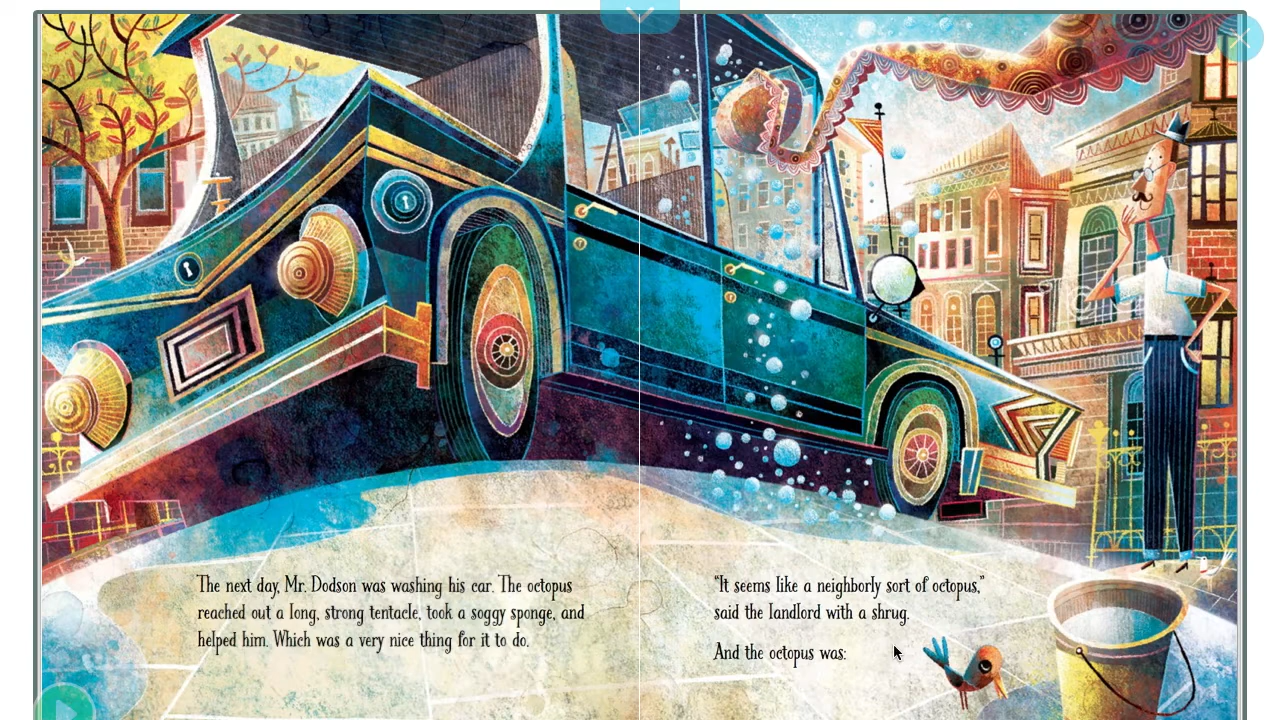 The next day, Mr. Dodson was washing his car. The octopus
reached out a long, strong tentacle, took a soggy sponge, and
helped him. Which was a very nice thing for it to do.
“It seems like a neighborly sort of octopus,”
said the landlord with a shrug.
And the octopus was: